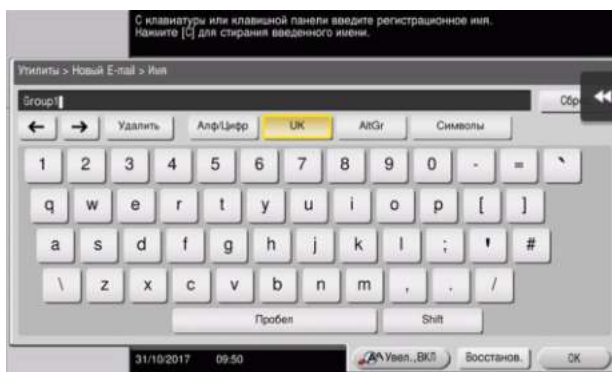 С клавиатуры или клавишной панели введите регистрационное имя.
Нажмите [C] для стирания введенного имени.
Утилиты > Новый E-mail > Имя
Group1
← → Удалить Алф/Цифр UK AltGr Символы
1 2 3 4 5 6 7 8 9 0 - = `
q w e r t y u i o p [ ]
a s d f g h j k l ; ' #
\ z x c v b n m , . /
Пробел Shift
31/10/2017 09:50 Увел.,ВКЛ Восстанов. OK